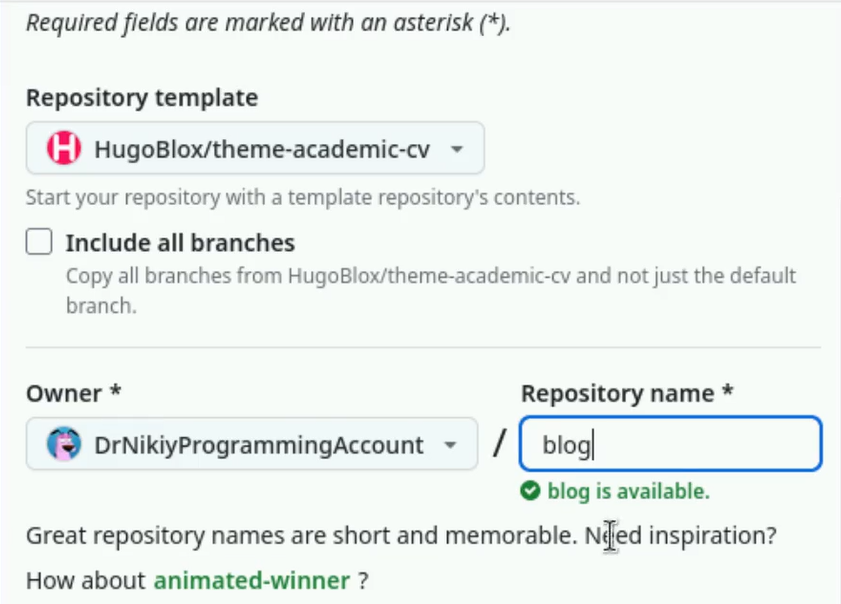 Required fields are marked with an asterisk (*).
Repository template
HugoBlox/theme-academic-cv
Start your repository with a template repository's contents.
Include all branches
Copy all branches from HugoBlox/theme-academic-cv and not just the default
branch.
Owner * Repository name *
DrNikiyProgrammingAccount / blog
blog is available.
Great repository names are short and memorable. Need inspiration?
How about animated-winner ?